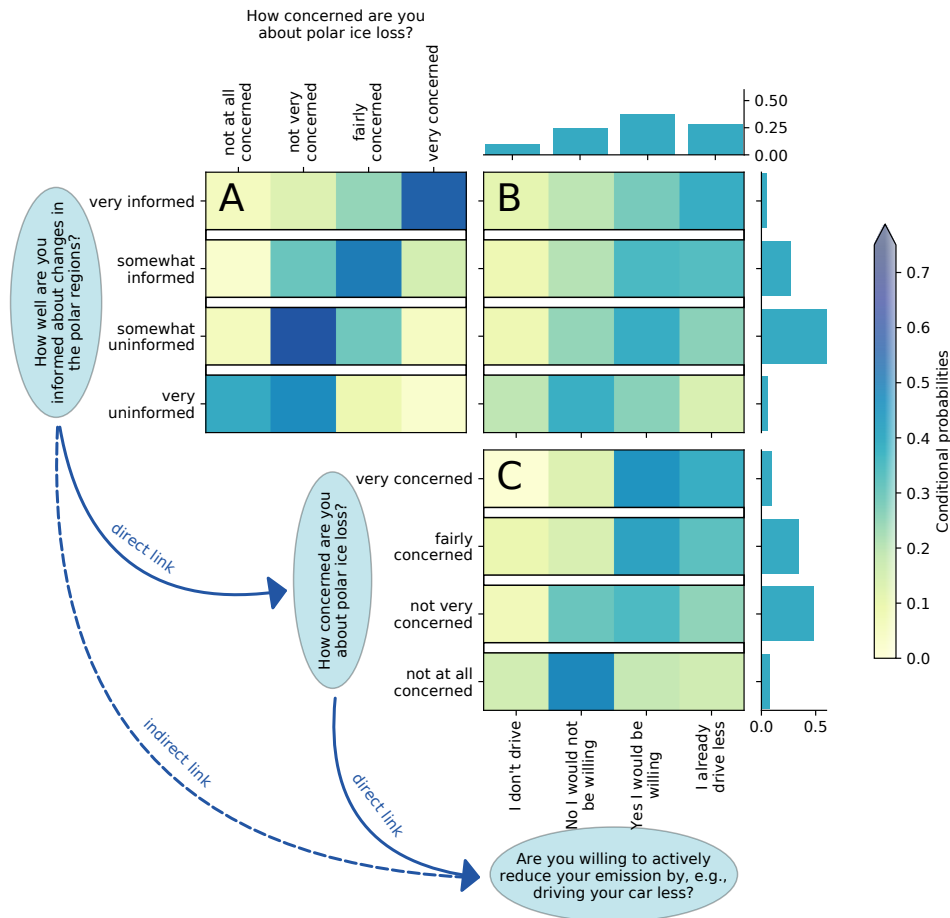 How concerned are you
about polar ice loss?
not at all
concerned
not very
concerned
fairly
concerned
very concerned
0.50
0.25
0.00
A
B
very informed
somewhat
informed
somewhat
uninformed
very
uninformed
How well are you
informed about changes in
the polar regions?
0.7
0.6
0.5
0.4
0.3
0.2
0.1
0.0
Conditional probabilities
C
very concerned
fairly
concerned
not very
concerned
not at all
concerned
0.0
0.5
How concerned are you
about polar ice loss?
direct link
indirect link
direct link
I don't drive
No I would not
be willing
Yes I would be
willing
I already
drive less
Are you willing to actively
reduce your emission by, e.g.,
driving your car less?